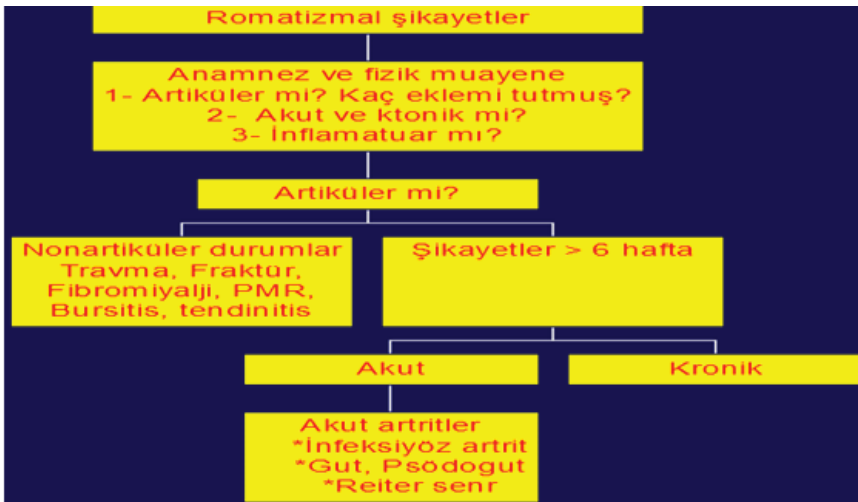 Romatizmal şikayetler
Anamnez ve fizik muayene
1- Artiküler mi? Kaç eklemi tutmuş?
2- Akut ve ktonik mi?
3- İnflamatuar mı?
Artiküler mi?
Nonartiküler durumlar
Travma, Fraktür,
Fibromiyalji, PMR,
Bursitis, tendinitis
Şikayetler > 6 hafta
Akut
Kronik
Akut artritler
*İnfeksiyöz artrit
*Gut, Psödogut
*Reiter senr